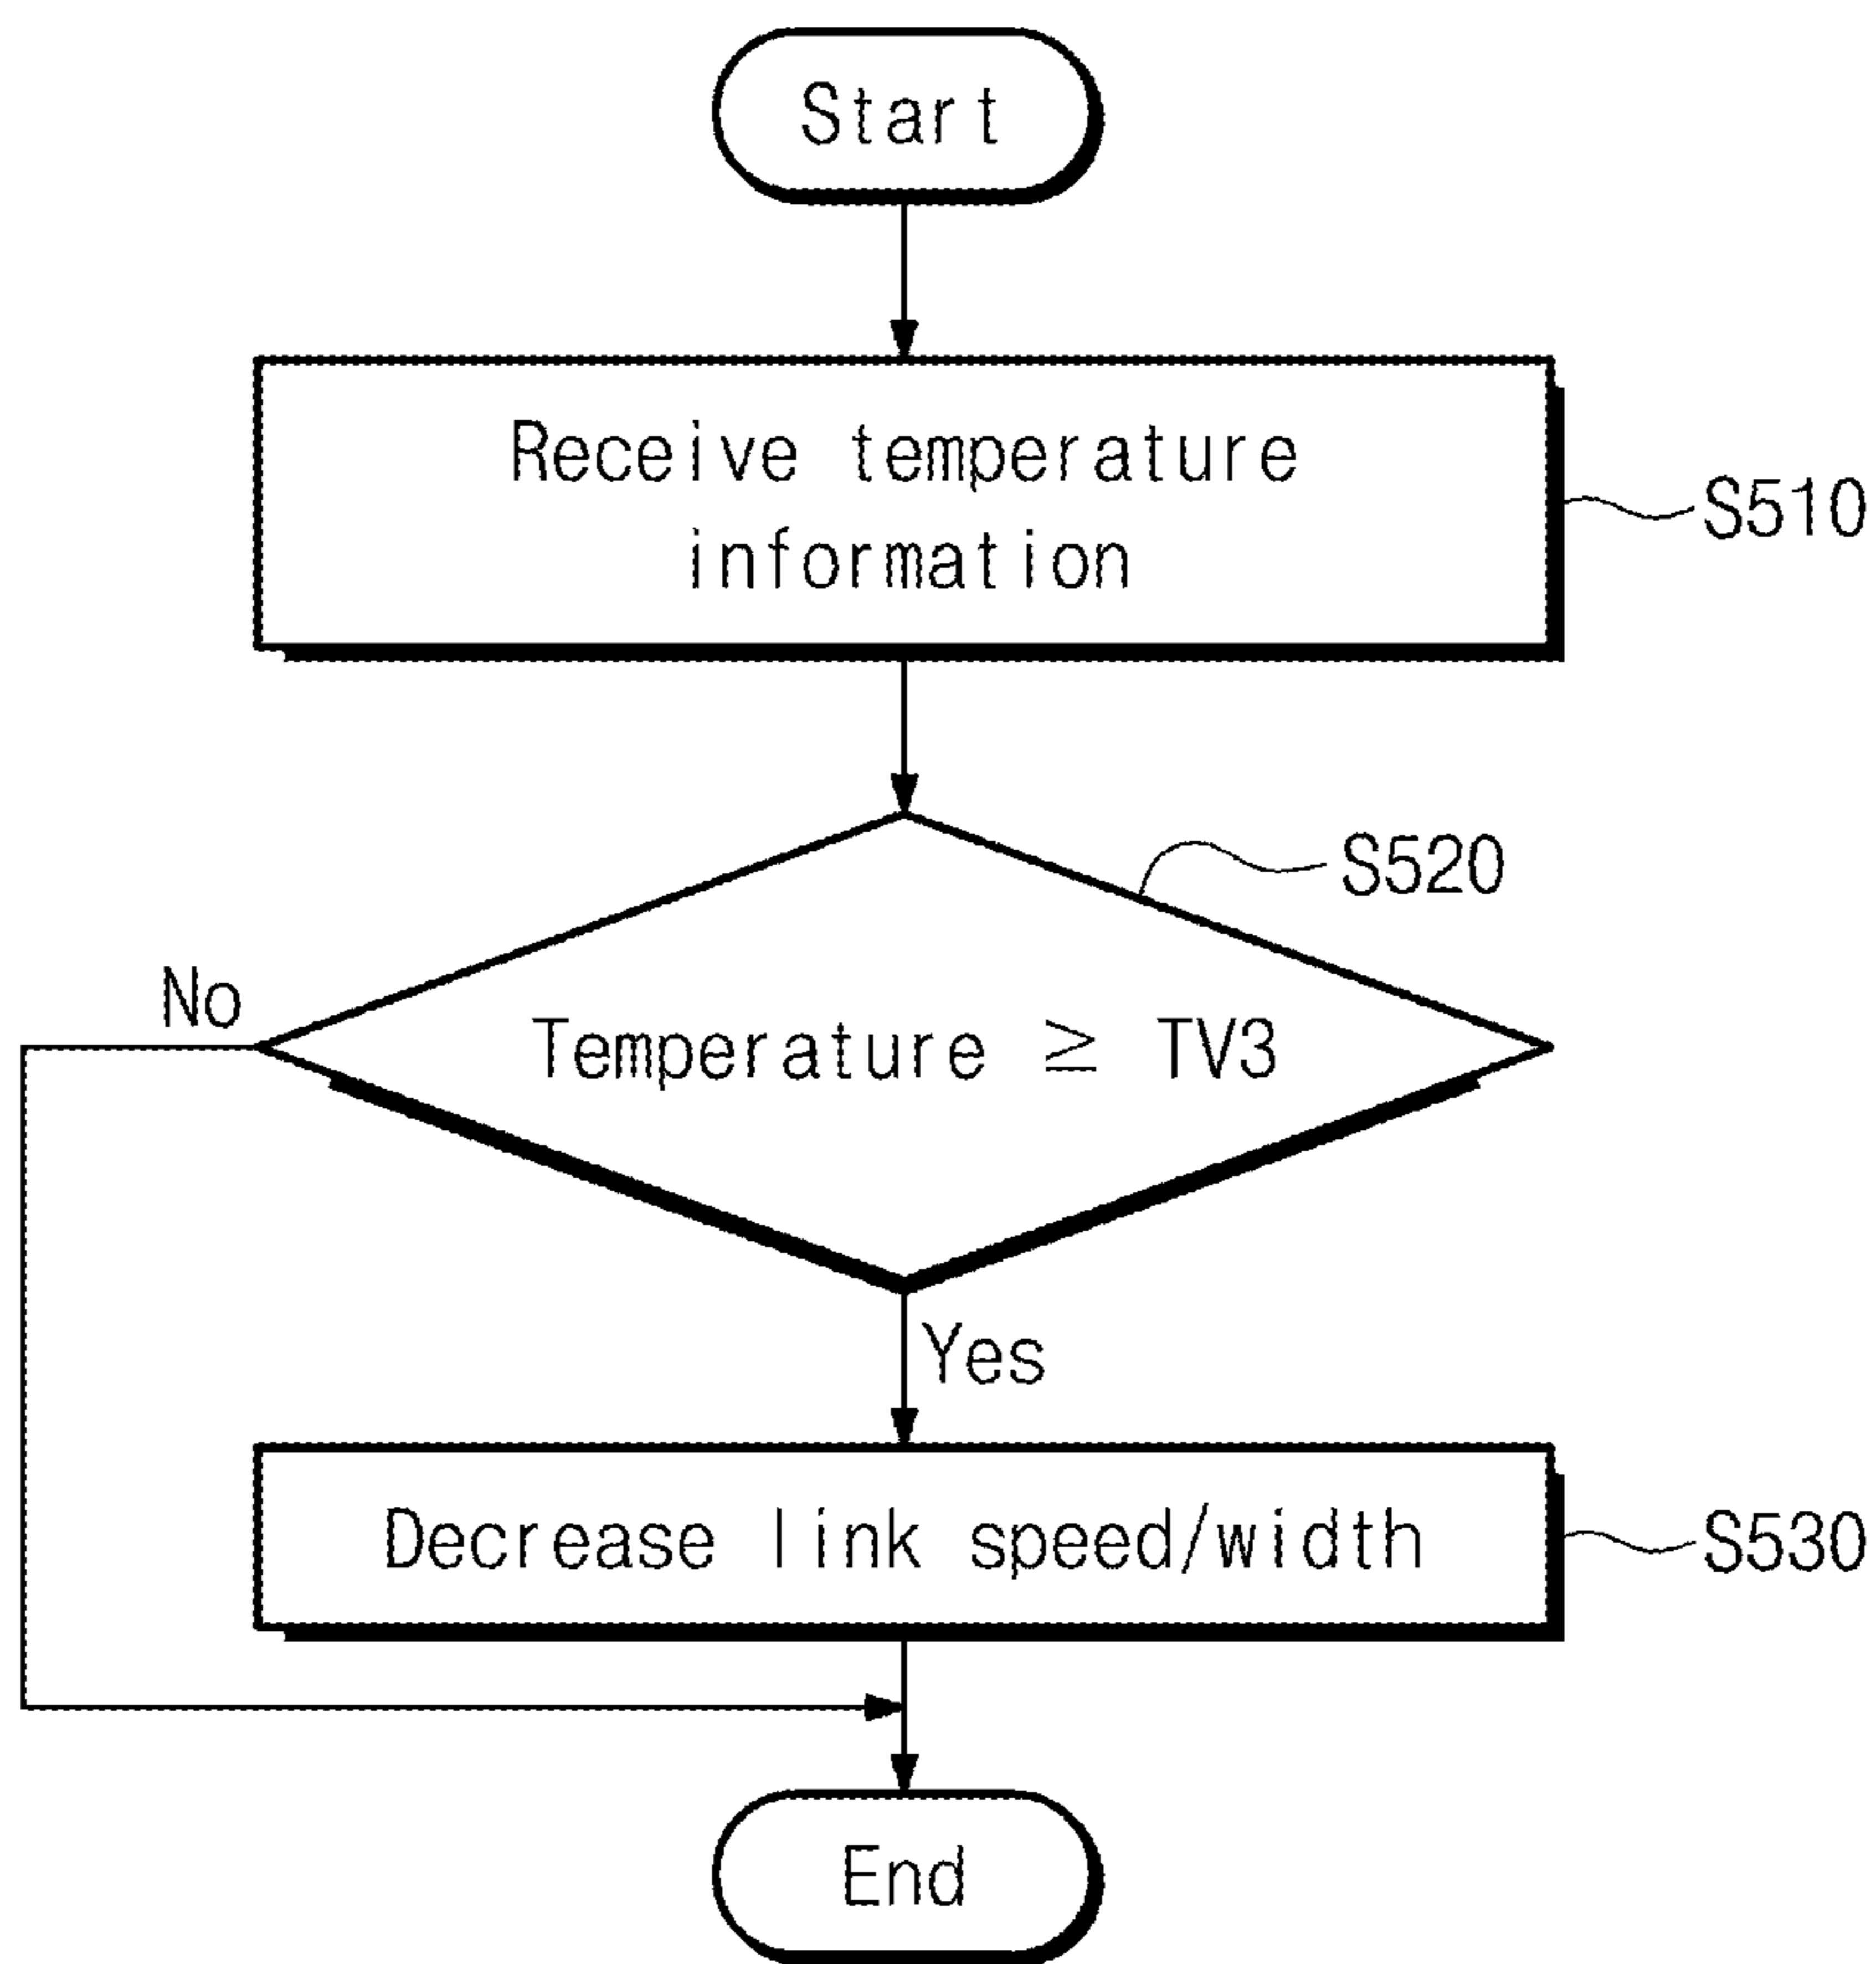 Start
Receive temperature
information
S510
S520
No
Temperature ≥ TV3
Yes
Decrease link speed/width
S530
End